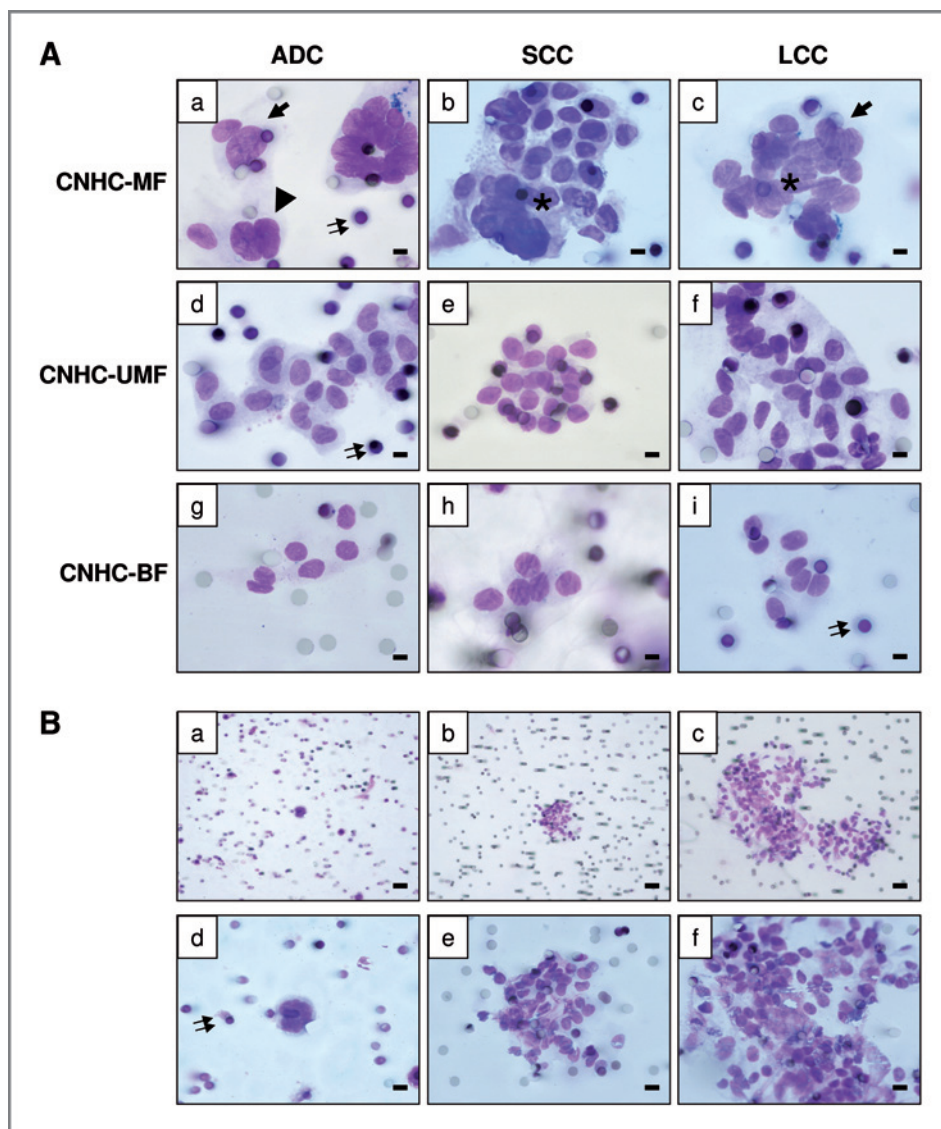 A
ADC SCC LCC
CNHC-MF
a b c
* *
CNHC-UMF
d e f
CNHC-BF
g h i
B
a b c
d e f